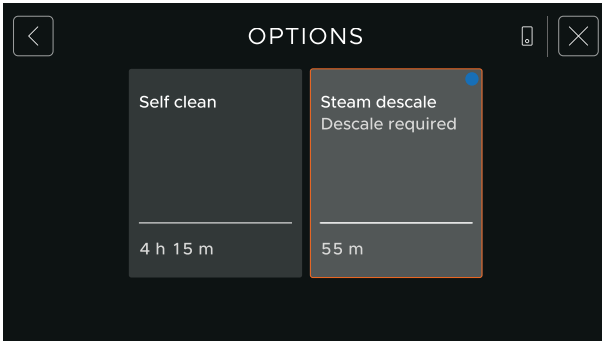 OPTIONS
Self clean
4 h 15 m
Steam descale
Descale required
55 m